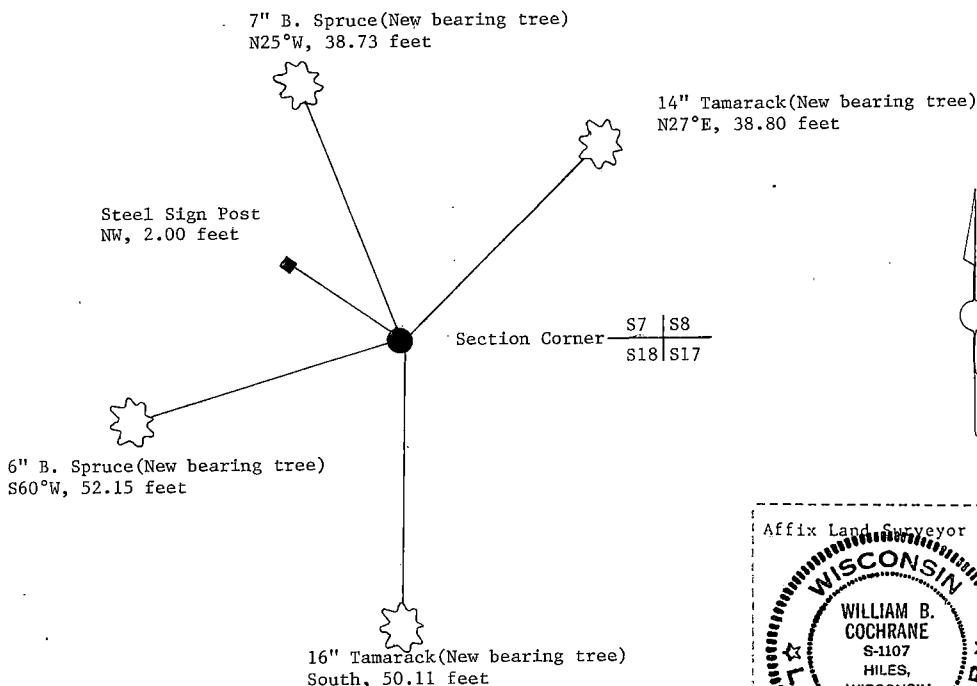 7" B. Spruce(New bearing tree)
N25°W, 38.73 feet
14" Tamarack(New bearing tree)
N27°E, 38.80 feet
Steel Sign Post
NW, 2.00 feet
Section Corner
S7 S8
S18 S17
6" B. Spruce(New bearing tree)
S60°W, 52.15 feet
16" Tamarack(New bearing tree)
South, 50.11 feet
Affix Land Surveyor
WISCONSIN
WILLIAM B.
COCHRANE
S-1107
HILES,
WISCONSIN